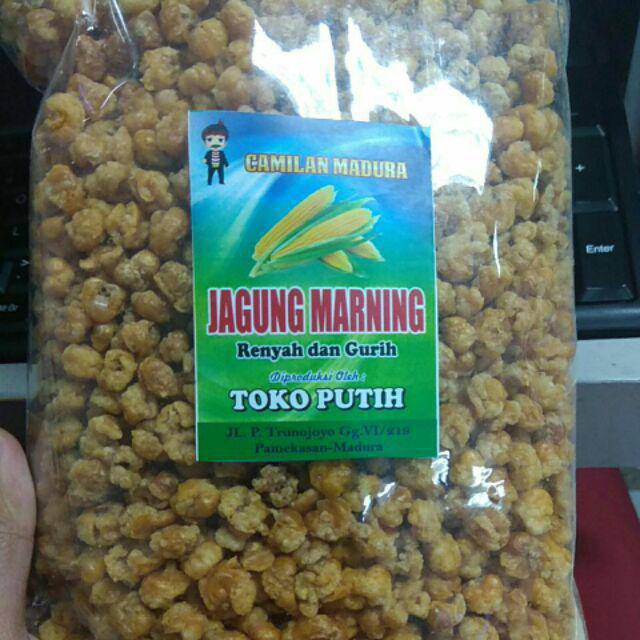 CAMILAN MADURA
JAGUNG MARNING
Renyah dan Gurih
Diproduksi Oleh :
TOKO PUTIH
JL. P. Trunojoyo Gg.VI/218
Pamekasan-Madura
Enter